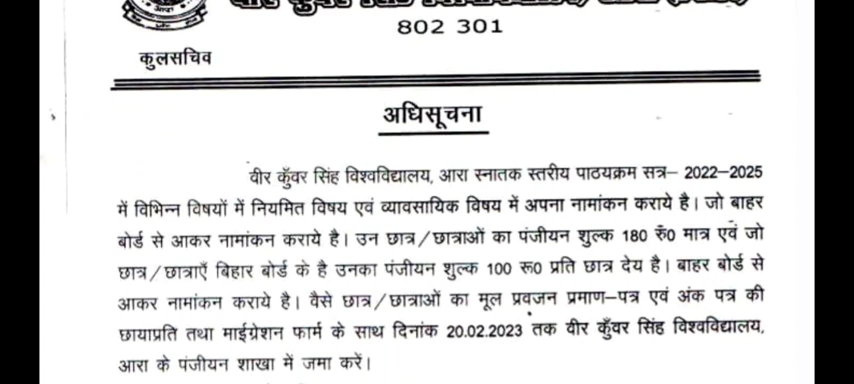 802 301
कुलसचिव
अधिसूचना
वीर कुँवर सिंह विश्वविद्यालय, आरा स्नातक स्तरीय पाठयक्रम सत्र– 2022–2025
में विभिन्न विषयों में नियमित विषय एवं व्यावसायिक विषय में अपना नामांकन कराये है। जो बाहर
बोर्ड से आकर नामांकन कराये है। उन छात्र/छात्राओं का पंजीयन शुल्क 180 रू0 मात्र एवं जो
छात्र/छात्राएँ बिहार बोर्ड के है उनका पंजीयन शुल्क 100 रू0 प्रति छात्र देय है। बाहर बोर्ड से
आकर नामांकन कराये है। वैसे छात्र/छात्राओं का मूल प्रवजन प्रमाण–पत्र एवं अंक पत्र की
छायाप्रति तथा माईग्रेशन फार्म के साथ दिनांक 20.02.2023 तक वीर कुँवर सिंह विश्वविद्यालय,
आरा के पंजीयन शाखा में जमा करें।